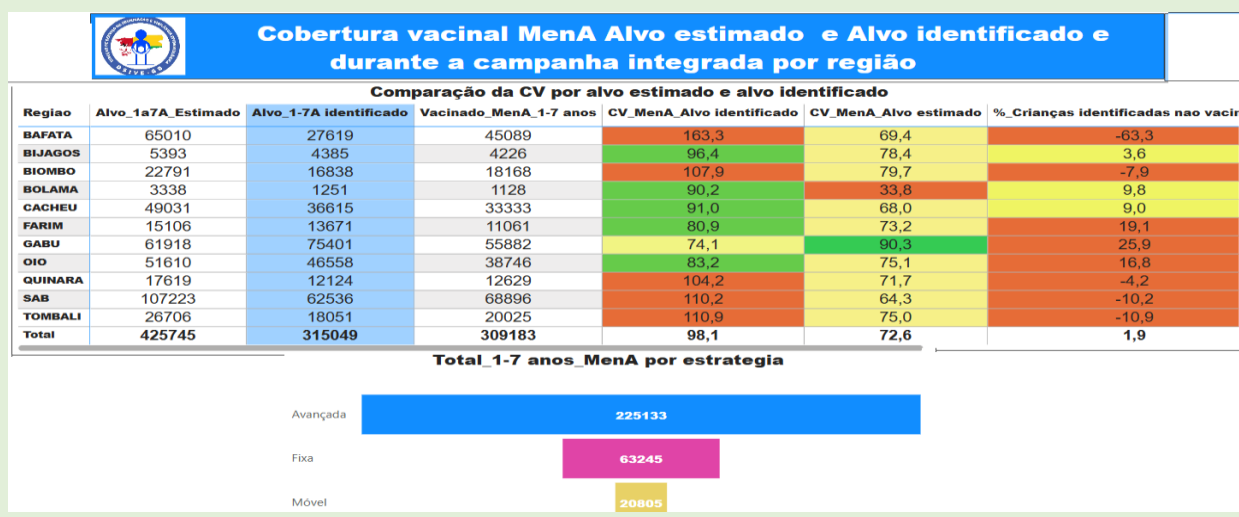 Cobertura vacinal MenA Alvo estimado e Alvo identificado e
durante a campanha integrada por região
Comparação da CV por alvo estimado e alvo identificado
Regiao Alvo_1a7A_Estimado Alvo_1-7A identificado Vacinado_MenA_1-7 anos CV_MenA_Alvo identificado CV_MenA_Alvo estimado %_Crianças identificadas nao vacin
BAFATA 65010 27619 45089 163,3 69,4 -63,3
BIJAGOS 5393 4385 4226 96,4 78,4 3,6
BIOMBO 22791 16838 18168 107,9 79,7 -7,9
BOLAMA 3338 1251 1128 90,2 33,8 9,8
CACHEU 49031 36615 33333 91,0 68,0 9,0
FARIM 15106 13671 11061 80,9 73,2 19,1
GABU 61918 75401 55882 74,1 90,3 25,9
OIO 51610 46558 38746 83,2 75,1 16,8
QUINARA 17619 12124 12629 104,2 71,7 -4,2
SAB 107223 62536 68896 110,2 64,3 -10,2
TOMBALI 26706 18051 20025 110,9 75,0 -10,9
Total 425745 315049 309183 98,1 72,6 1,9
Total_1-7 anos_MenA por estrategia
Avançada 225133
Fixa 63245
Móvel 20805